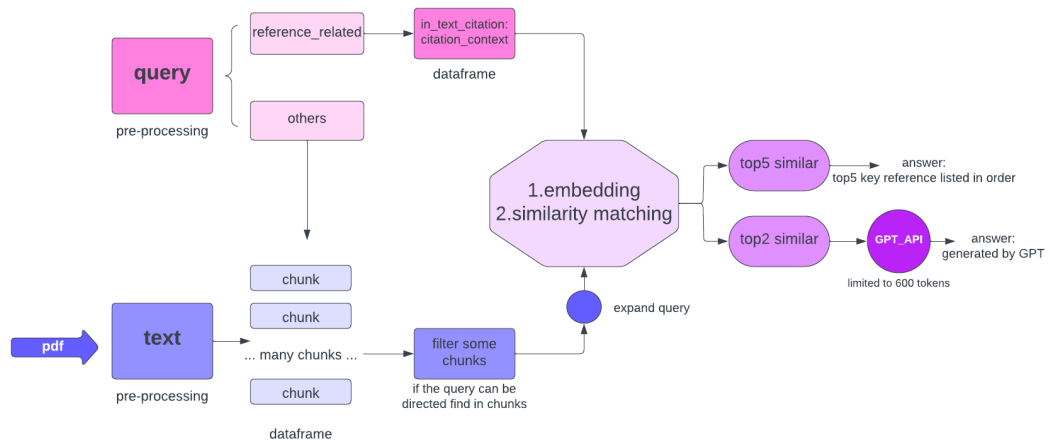 query
pre-processing
reference_related
others
in_text_citation:
citation_context
dataframe
1.embedding
2.similarity matching
top5 similar
answer:
top5 key reference listed in order
top2 similar
GPT_API
limited to 600 tokens
answer:
generated by GPT
expand query
pdf
text
pre-processing
chunk
chunk
... many chunks ...
chunk
dataframe
filter some
chunks
if the query can be
directed find in chunks